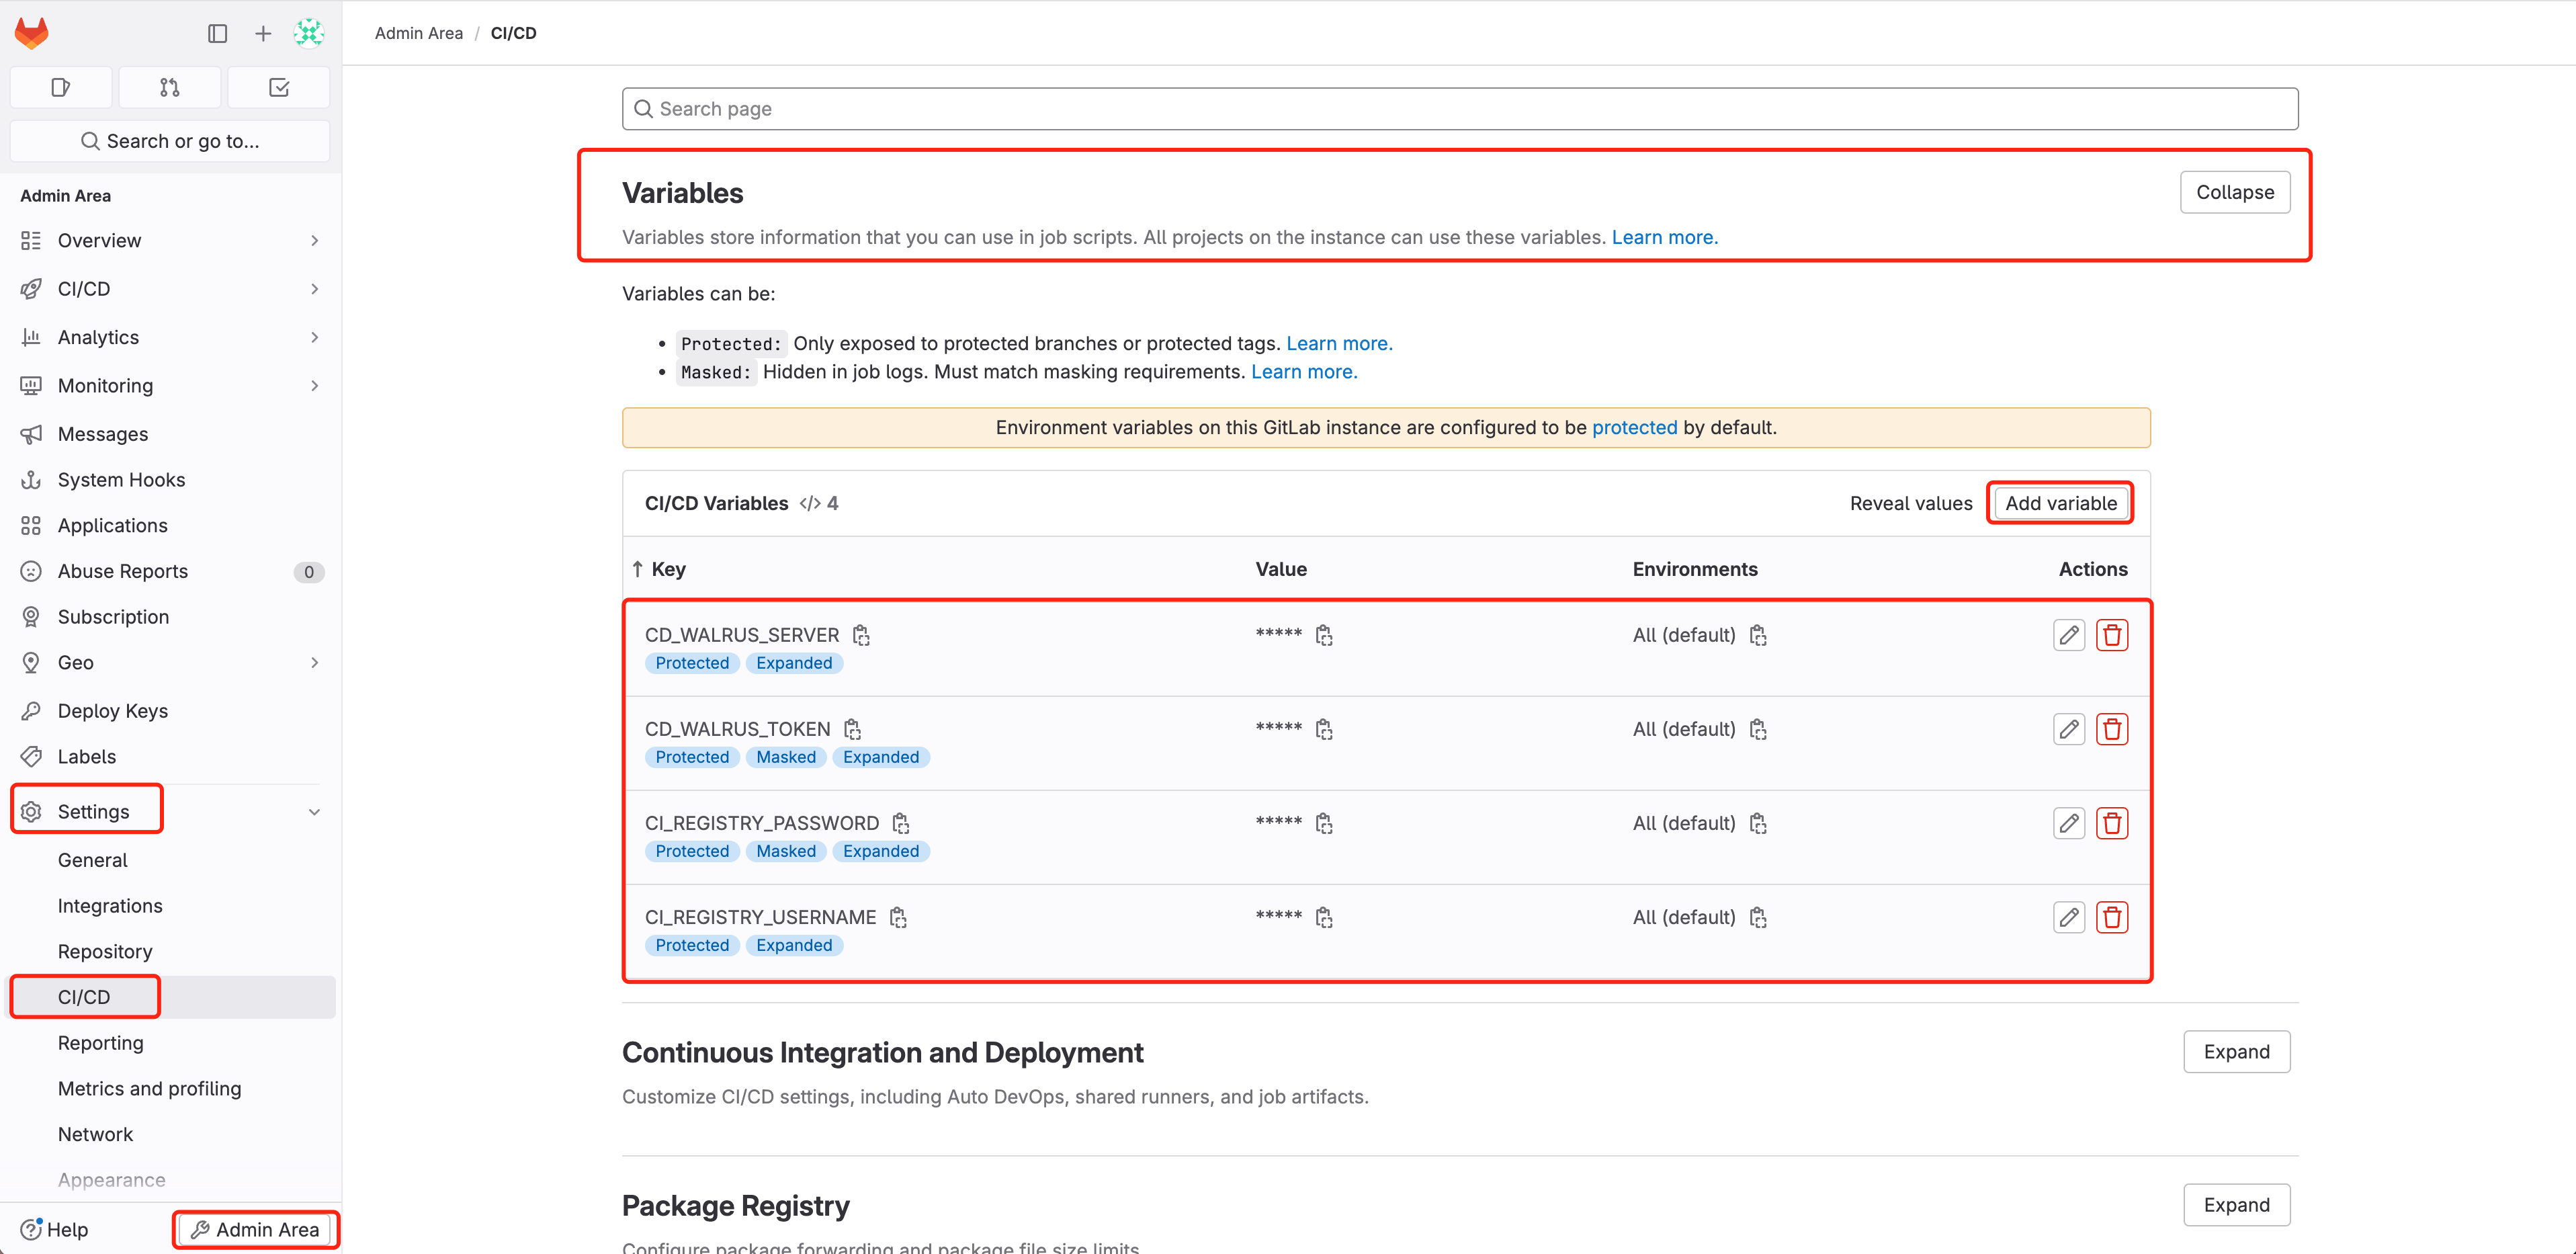 Admin Area / CI/CD
Search or go to...
Admin Area
Overview
CI/CD
Analytics
Monitoring
Messages
System Hooks
Applications
Abuse Reports 0
Subscription
Geo
Deploy Keys
Labels
Settings
General
Integrations
Repository
CI/CD
Reporting
Metrics and profiling
Network
Appearance
Help
Admin Area
Search page
Variables
Collapse
Variables store information that you can use in job scripts. All projects on the instance can use these variables. Learn more.
Variables can be:
• Protected: Only exposed to protected branches or protected tags. Learn more.
• Masked: Hidden in job logs. Must match masking requirements. Learn more.
Environment variables on this GitLab instance are configured to be protected by default.
CI/CD Variables </> 4 Reveal values Add variable
↑ Key Value Environments Actions
CD_WALRUS_SERVER ***** All (default)
Protected Expanded
CD_WALRUS_TOKEN ***** All (default)
Protected Masked Expanded
CI_REGISTRY_PASSWORD ***** All (default)
Protected Masked Expanded
CI_REGISTRY_USERNAME ***** All (default)
Protected Expanded
Continuous Integration and Deployment
Expand
Customize CI/CD settings, including Auto DevOps, shared runners, and job artifacts.
Package Registry
Expand
Configure package forwarding and package file size limits.